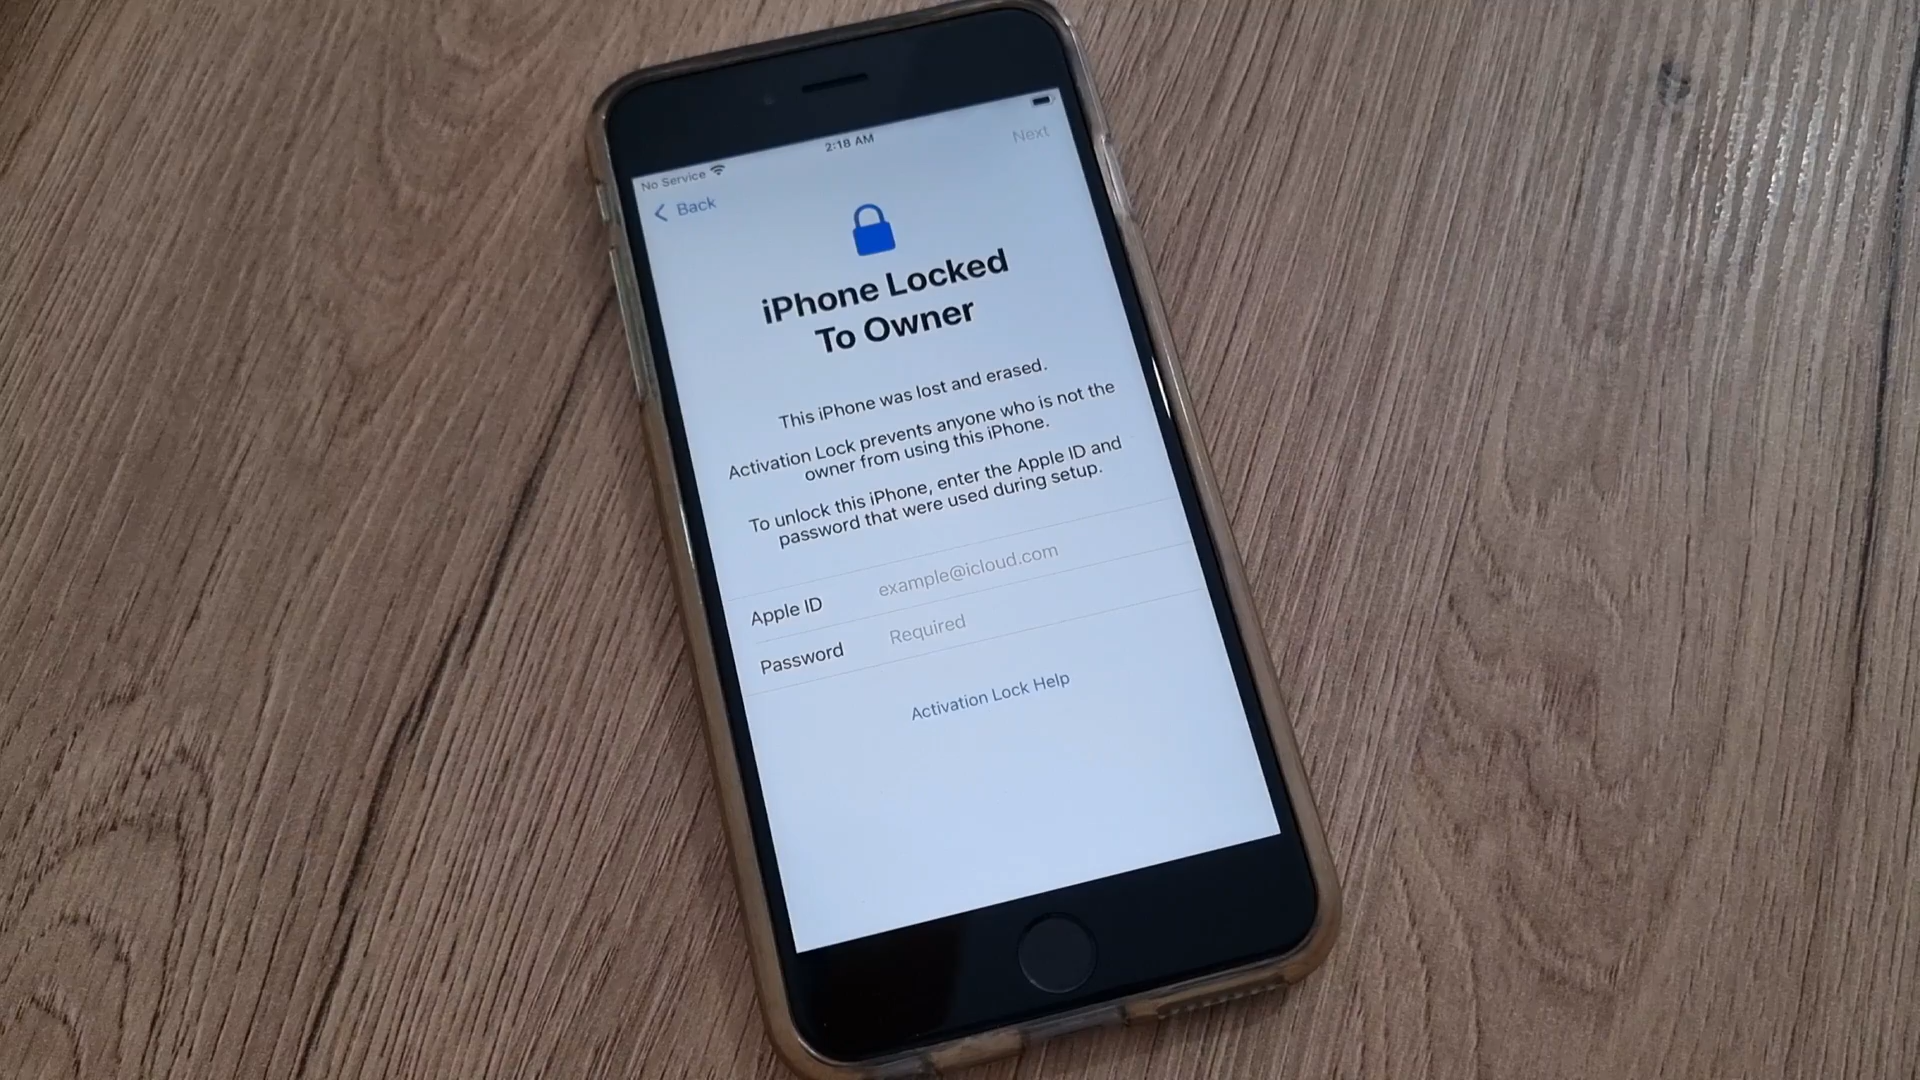 2:18 AM
No Service
Next
Back
iPhone Locked
To Owner
This iPhone was lost and erased.
Activation Lock prevents anyone who is not the
owner from using this iPhone.
To unlock this iPhone, enter the Apple ID and
password that were used during setup.
Apple ID example@icloud.com
Password Required
Activation Lock Help